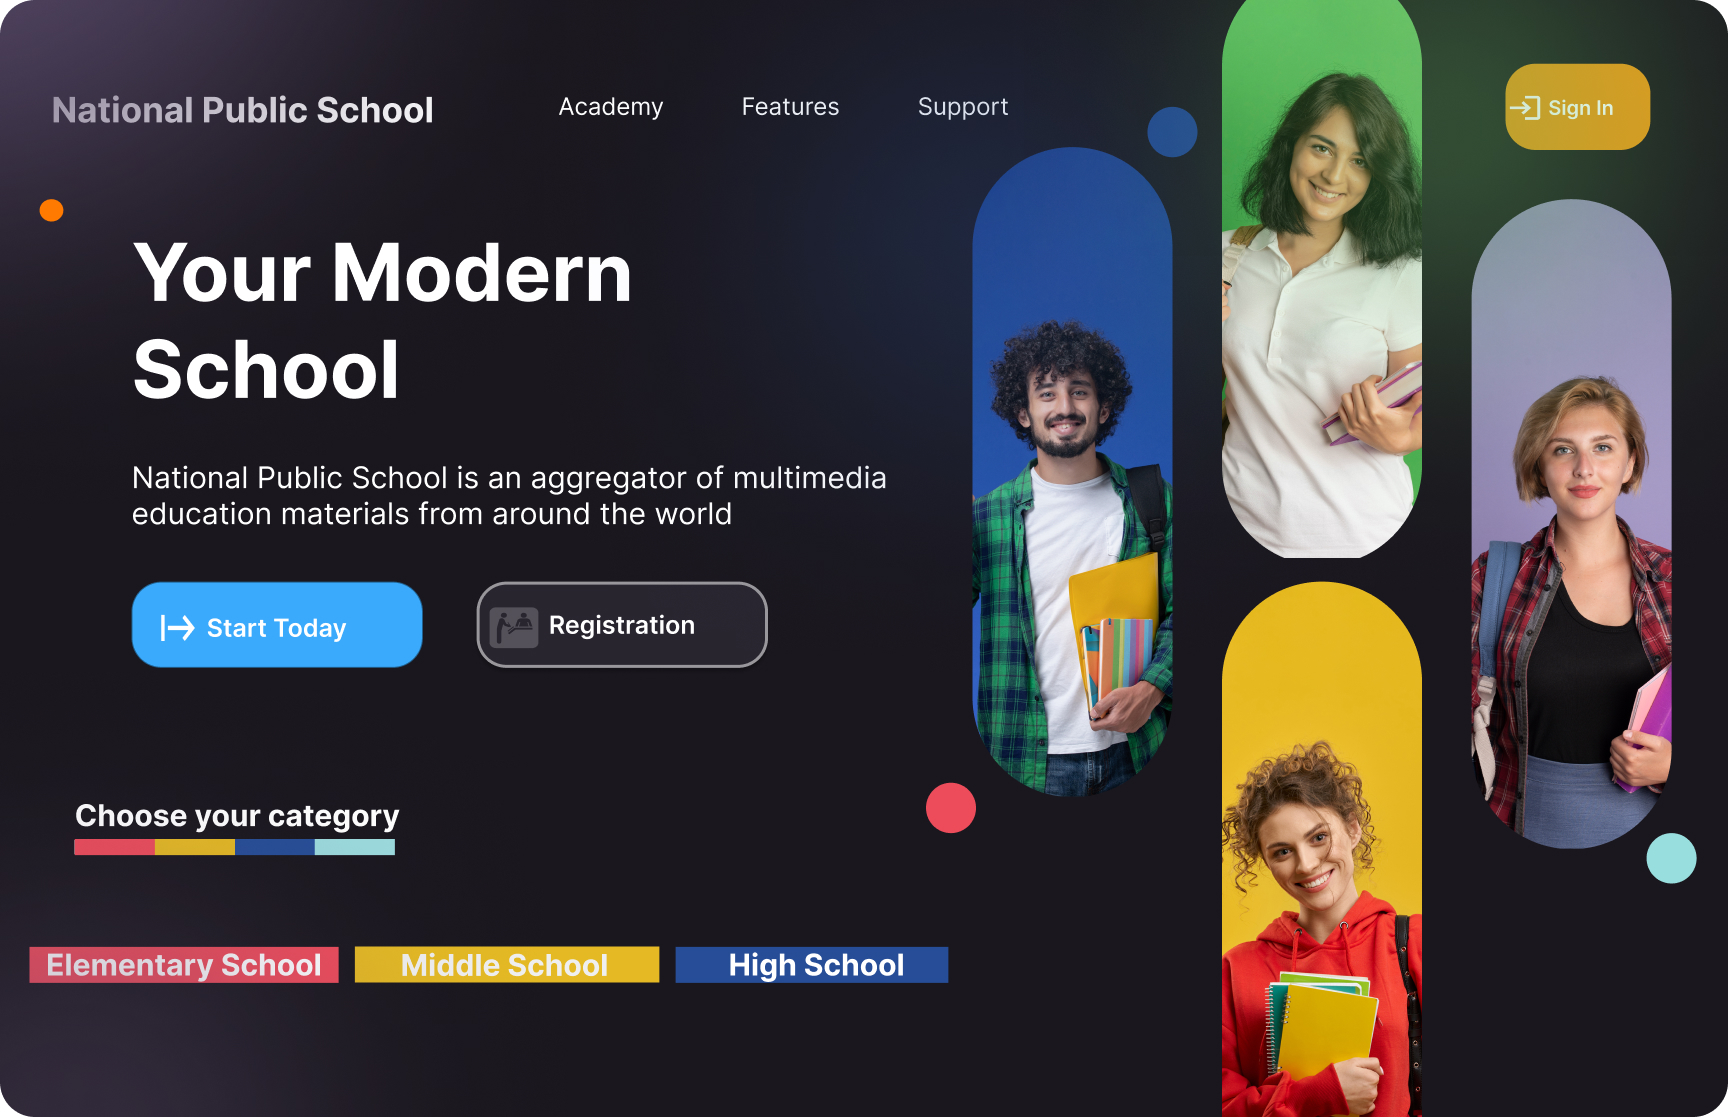 National Public School
Academy
Features
Support
Sign In
Your Modern
School
National Public School is an aggregator of multimedia
education materials from around the world
Start Today
Registration
Choose your category
Elementary School
Middle School
High School